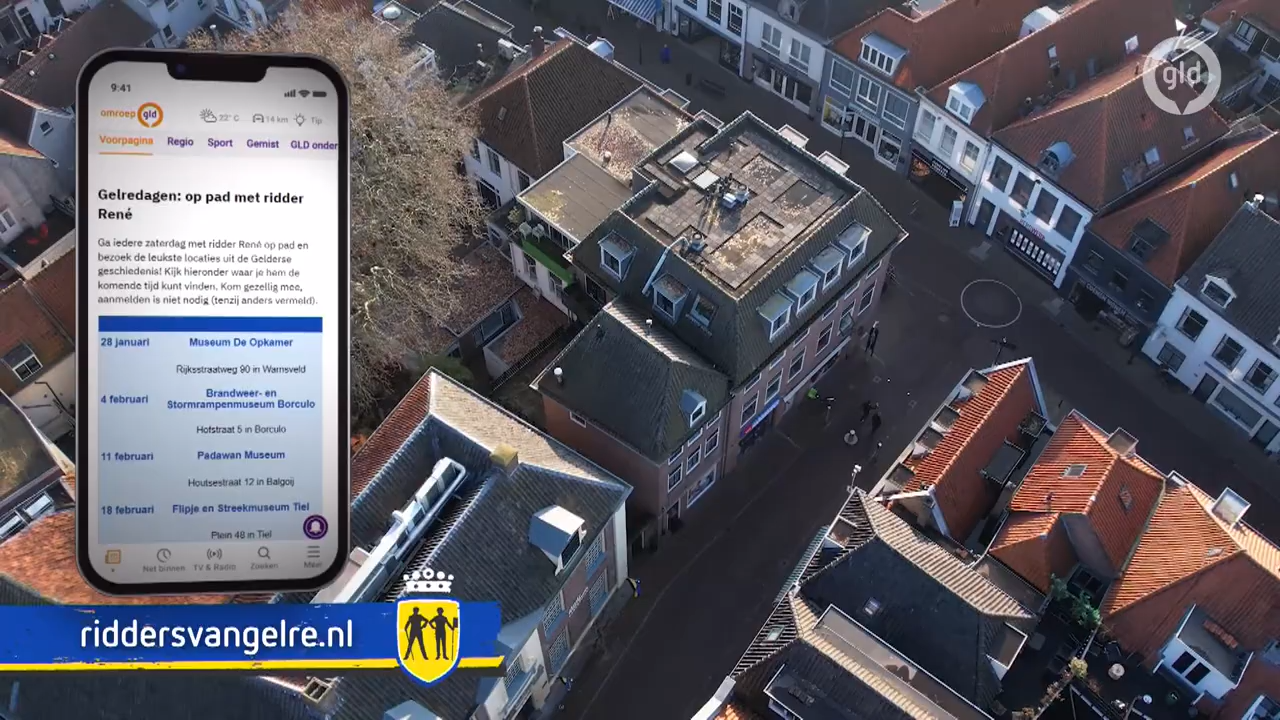 9:41
omroep gld
22° C
14 km
Tip
Voorpagina Regio Sport Gemist GLD onder
Gelredagen: op pad met ridder
René
Ga iedere zaterdag met ridder René op pad en
bezoek de leukste locaties uit de Gelderse
geschiedenis! Kijk hieronder waar je hem de
komende tijd kunt vinden. Kom gezellig mee,
aanmelden is niet nodig (tenzij anders vermeld).
28 januari Museum De Opkamer
Rijksstraatweg 90 in Warnsveld
4 februari Brandweer- en
Stormrampenmuseum Borculo
Hofstraat 5 in Borculo
11 februari Padawan Museum
Houtsestraat 12 in Balgoij
18 februari Flipje en Streekmuseum Tiel
Plein 48 in Tiel
Net binnen TV & Radio Zoeken Meer
riddersvangelre.nl
gld